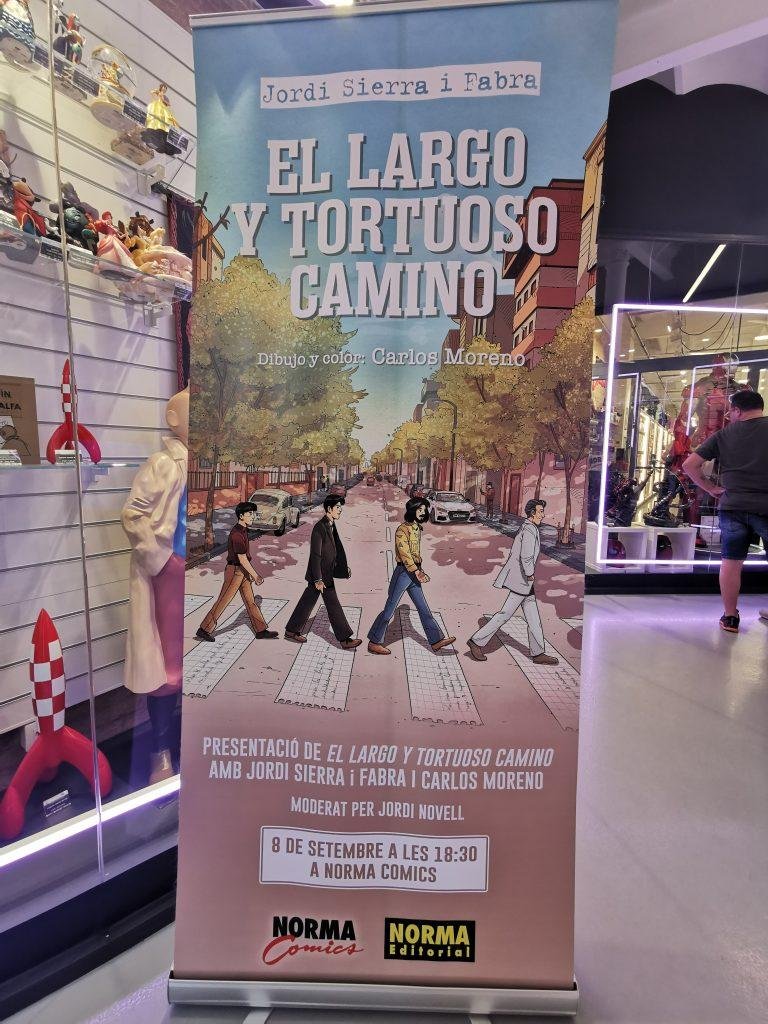 Jordi Sierra i Fabra
EL LARGO
Y TORTUOSO
CAMINO
Dibujo y color: Carlos Moreno
PRESENTACIÓ DE EL LARGO Y TORTUOSO CAMINO
AMB JORDI SIERRA i FABRA I CARLOS MORENO
MODERAT PER JORDI NOVELL
8 DE SETEMBRE A LES 18:30
A NORMA COMICS
NORMA
Comics
NORMA
Editorial